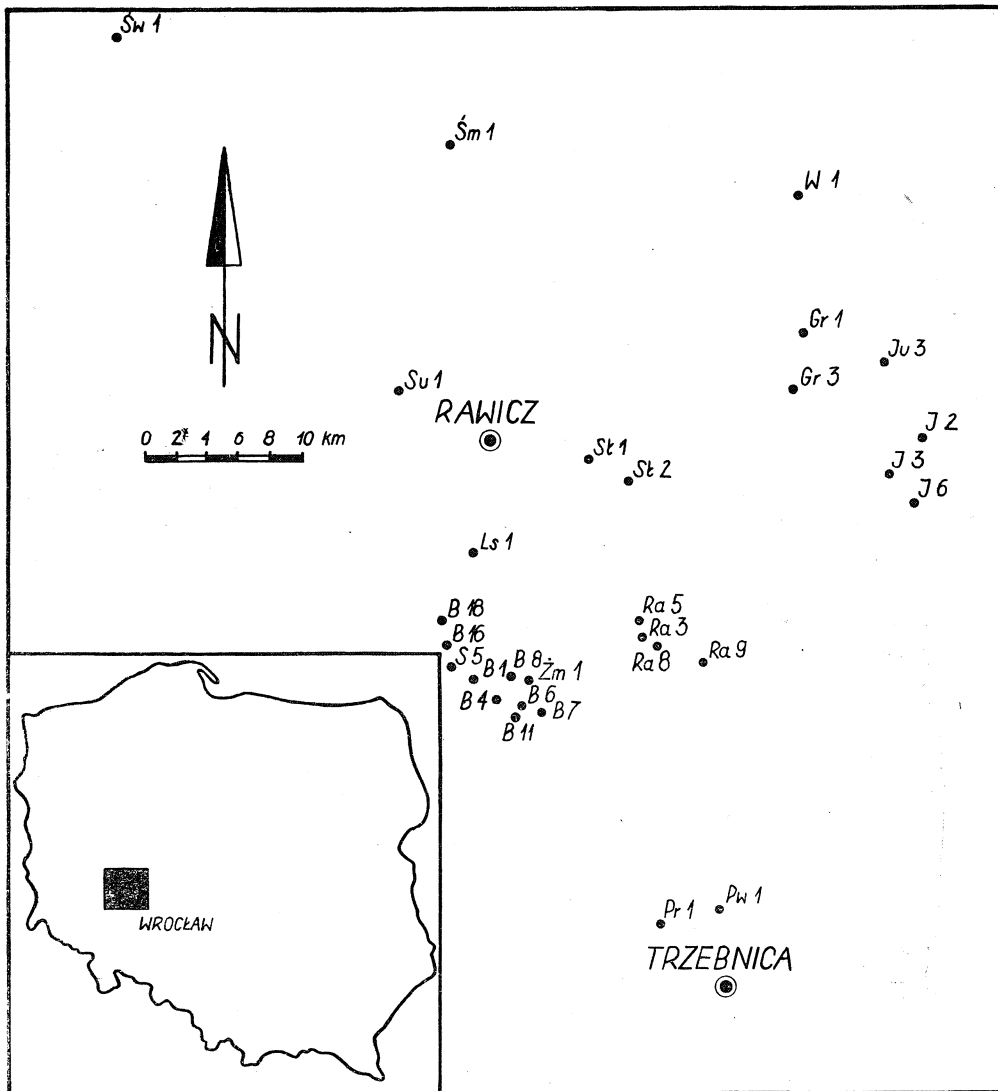 Św 1
Śm 1
W 1
Gr 1
Ju 3
Gr 3
Su 1
RAWICZ
N
0 2 4 6 8 10 km
J 2
St 1
J 3
St 2
J 6
Ls 1
B 18
Ra 5
B 16
Ra 3
S 5
B 1
B 8
Żm 1
Ra 8
Ra 9
B 4
B 6
B 7
B 11
WROCŁAW
Pr 1
Pw 1
TRZEBNICA